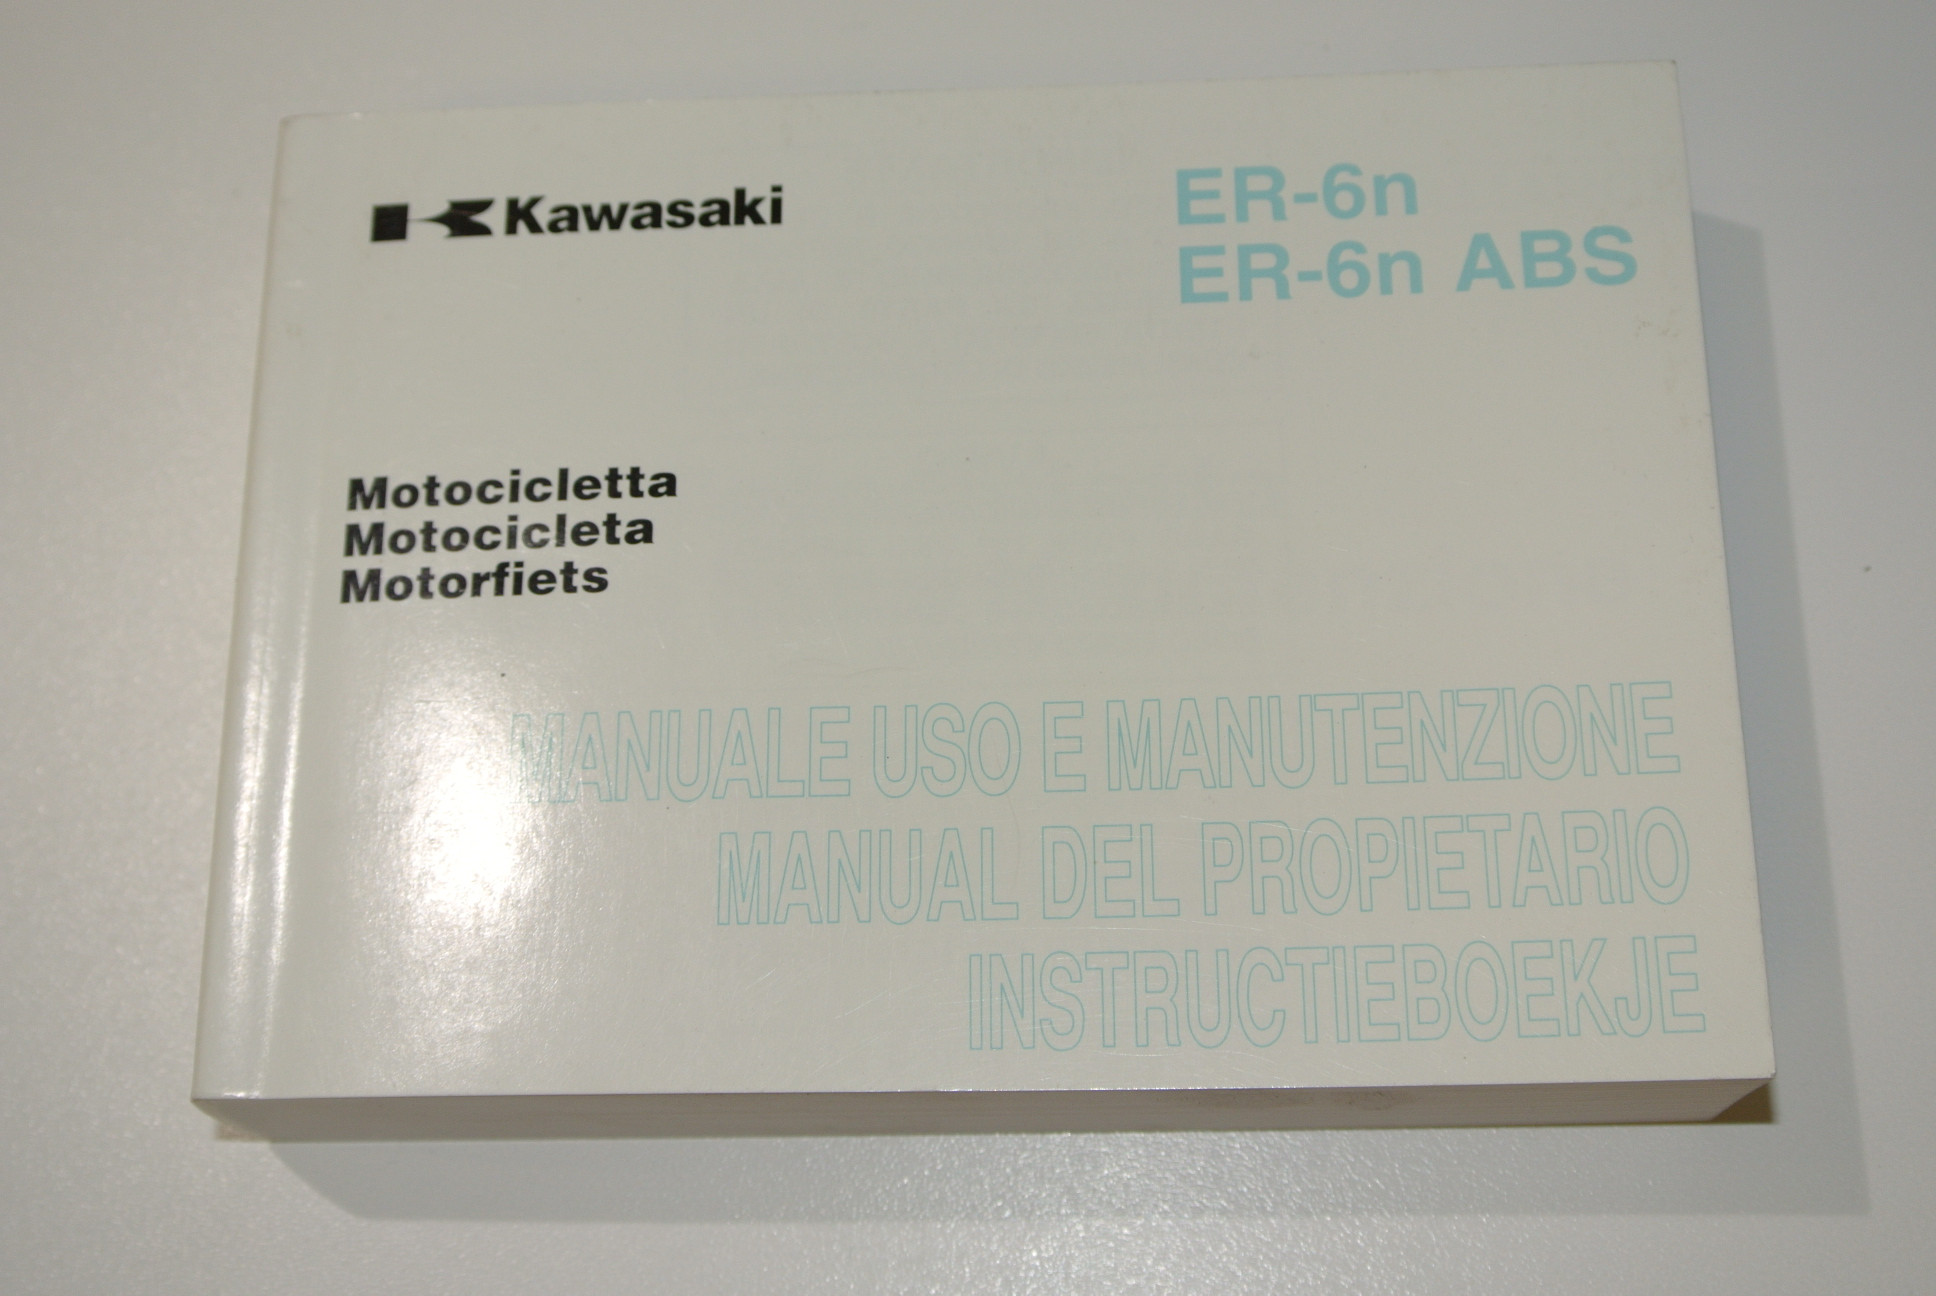 Kawasaki
ER-6n
ER-6n ABS
Motocicletta
Motocicleta
Motorfiets
MANUALE USO E MANUTENZIONE
MANUAL DEL PROPIETARIO
INSTRUCTIEBOEKJE